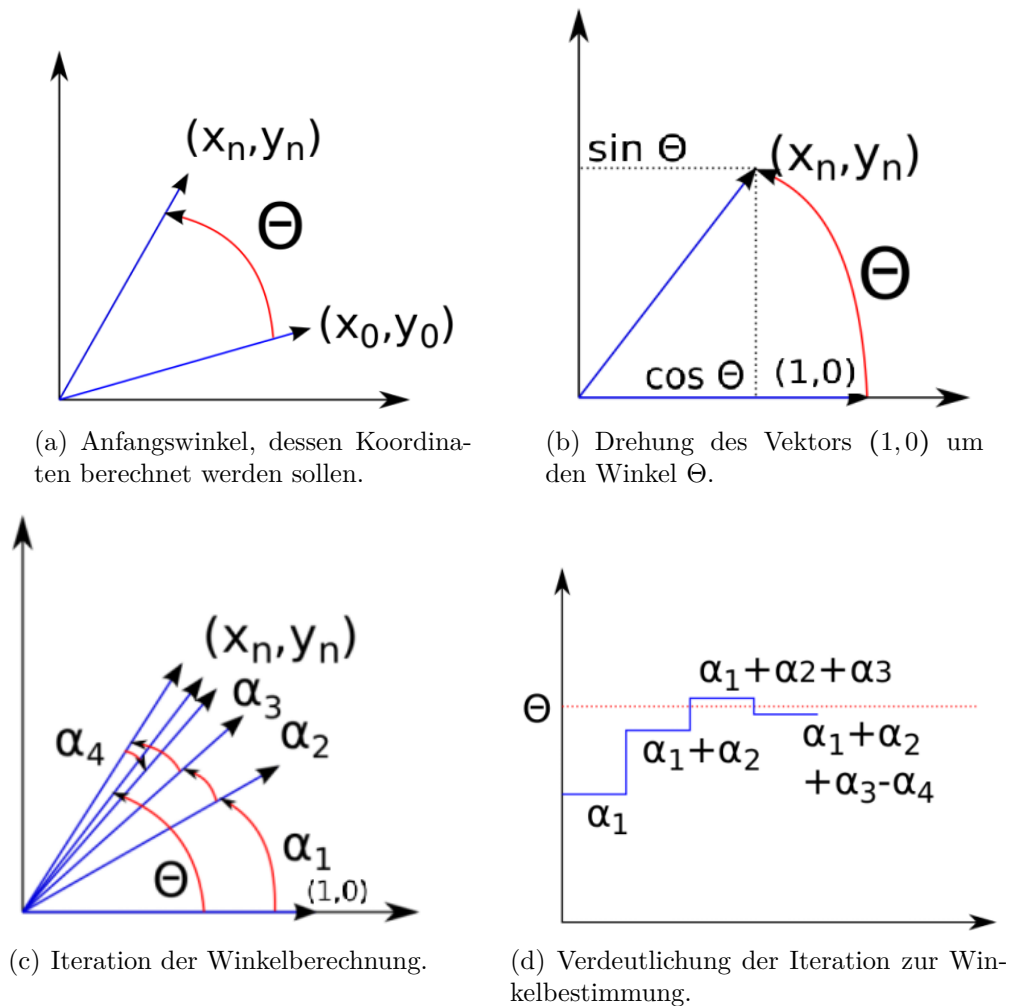 (xₙ,yₙ)
Θ
(x₀,y₀)
(a) Anfangswinkel, dessen Koordina-
ten berechnet werden sollen.
sin Θ
(xₙ,yₙ)
Θ
cos Θ
(1,0)
(b) Drehung des Vektors (1, 0) um
den Winkel Θ.
(xₙ,yₙ)
α₃
α₂
α₄
α₁
Θ
(1,0)
(c) Iteration der Winkelberechnung.
α₁+α2+α3
Θ
α₁+α₂
α₁+α₂
+α₃-α₄
α₁
(d) Verdeutlichung der Iteration zur Win-
kelbestimmung.